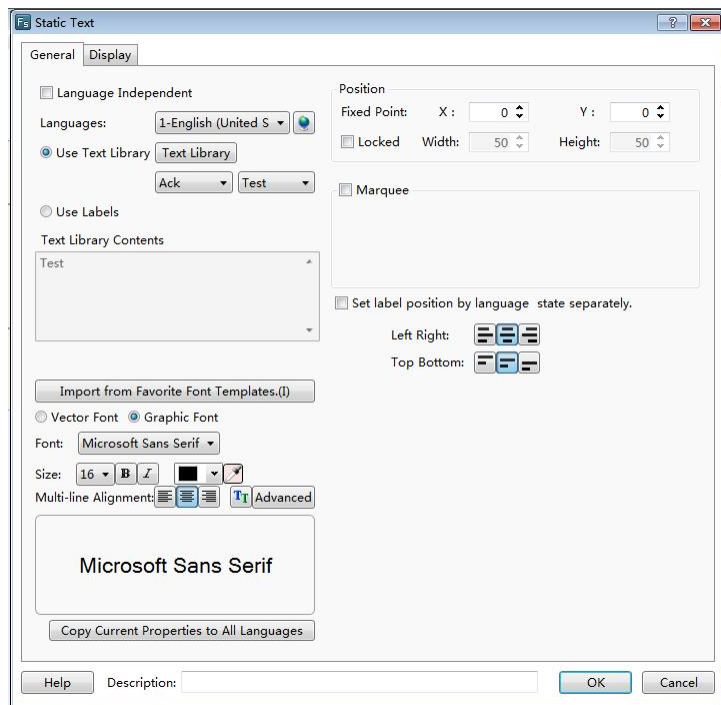 Fs Static Text ?
General Display
Language Independent
Languages: 1-English (United S
Use Text Library Text Library
Ack Test
Use Labels
Text Library Contents
Test
Import from Favorite Font Templates.(I)
Vector Font Graphic Font
Font: Microsoft Sans Serif
Size: 16 B I
Multi-line Alignment: TT Advanced
Microsoft Sans Serif
Copy Current Properties to All Languages
Position
Fixed Point: X : 0 Y : 0
Locked Width: 50 Height: 50
Marquee
Set label position by language state separately.
Left Right:
Top Bottom:
Help Description: OK Cancel